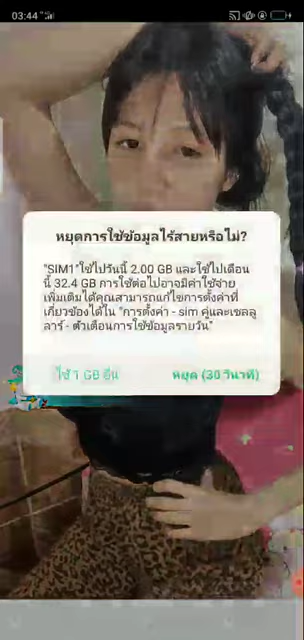 03:44
หยุดการใช้ข้อมูลไร้สายหรือไม่?
"SIM1"ใช้ไปวันนี้ 2.00 GB และใช้ไปเดือน
นี้ 32.4 GB การใช้ต่อไปอาจมีค่าใช้จ่าย
เพิ่มเติมได้คุณสามารถแก้ไขการตั้งค่าที่
เกี่ยวข้องได้ใน "การตั้งค่า - sim คู่และเซลลู
ลาร์ - ตัวเตือนการใช้ข้อมูลรายวัน"
ใช้ 1 GB อื่น หยุด (30 วินาที)